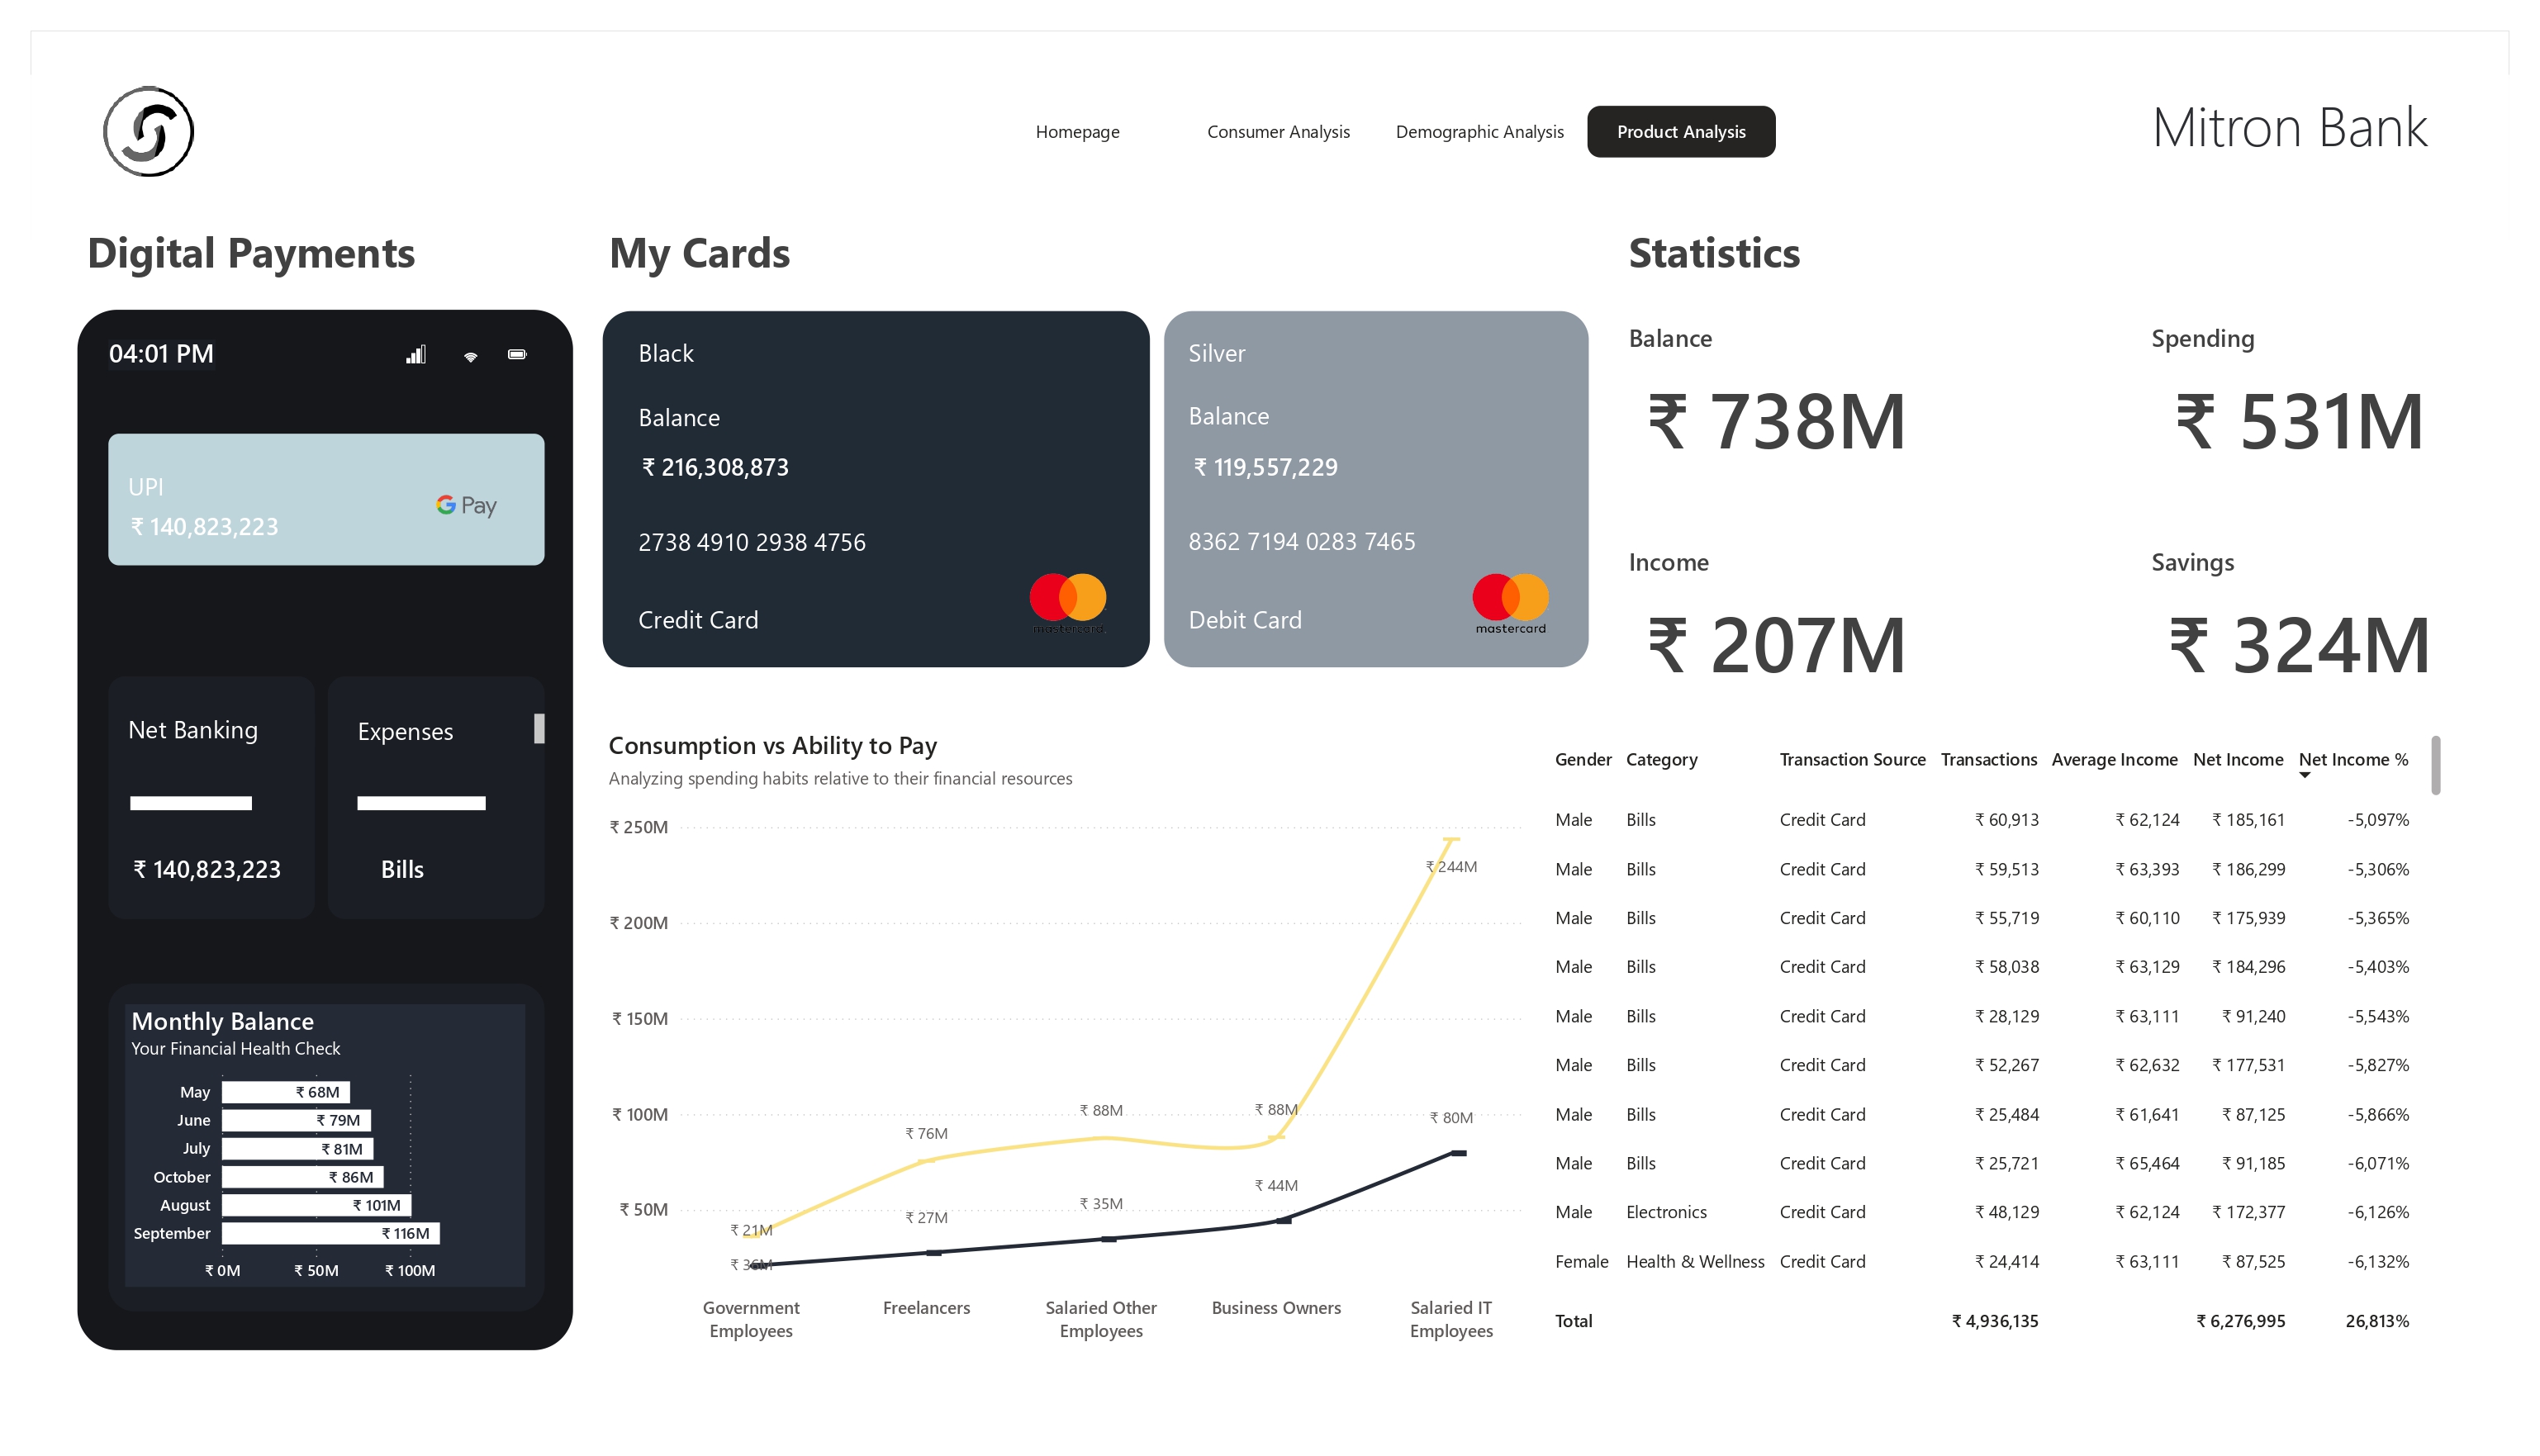 Homepage
Consumer Analysis
Demographic Analysis
Product Analysis
Mitron Bank
Digital Payments
04:01 PM
UPI
₹ 140,823,223
G Pay
Net Banking
₹ 140,823,223
Expenses
Bills
Monthly Balance
Your Financial Health Check
May ₹ 68M
June ₹ 79M
July ₹ 81M
October ₹ 86M
August ₹ 101M
September ₹ 116M
₹ 0M ₹ 50M ₹ 100M
My Cards
Black
Balance
₹ 216,308,873
2738 4910 2938 4756
Credit Card
mastercard.
Silver
Balance
₹ 119,557,229
8362 7194 0283 7465
Debit Card
mastercard
Statistics
Balance
₹ 738M
Spending
₹ 531M
Income
₹ 207M
Savings
₹ 324M
Consumption vs Ability to Pay
Analyzing spending habits relative to their financial resources
₹ 250M
₹ 200M
₹ 150M
₹ 100M
₹ 50M
₹ 21M
₹ 76M
₹ 88M
₹ 88M
₹ 244M
₹ 36M
₹ 27M
₹ 35M
₹ 44M
₹ 80M
Government Employees
Freelancers
Salaried Other Employees
Business Owners
Salaried IT Employees
Gender Category Transaction Source Transactions Average Income Net Income Net Income %
Male Bills Credit Card ₹ 60,913 ₹ 62,124 ₹ 185,161 -5,097%
Male Bills Credit Card ₹ 59,513 ₹ 63,393 ₹ 186,299 -5,306%
Male Bills Credit Card ₹ 55,719 ₹ 60,110 ₹ 175,939 -5,365%
Male Bills Credit Card ₹ 58,038 ₹ 63,129 ₹ 184,296 -5,403%
Male Bills Credit Card ₹ 28,129 ₹ 63,111 ₹ 91,240 -5,543%
Male Bills Credit Card ₹ 52,267 ₹ 62,632 ₹ 177,531 -5,827%
Male Bills Credit Card ₹ 25,484 ₹ 61,641 ₹ 87,125 -5,866%
Male Bills Credit Card ₹ 25,721 ₹ 65,464 ₹ 91,185 -6,071%
Male Electronics Credit Card ₹ 48,129 ₹ 62,124 ₹ 172,377 -6,126%
Female Health & Wellness Credit Card ₹ 24,414 ₹ 63,111 ₹ 87,525 -6,132%
Total ₹ 4,936,135 ₹ 6,276,995 26,813%